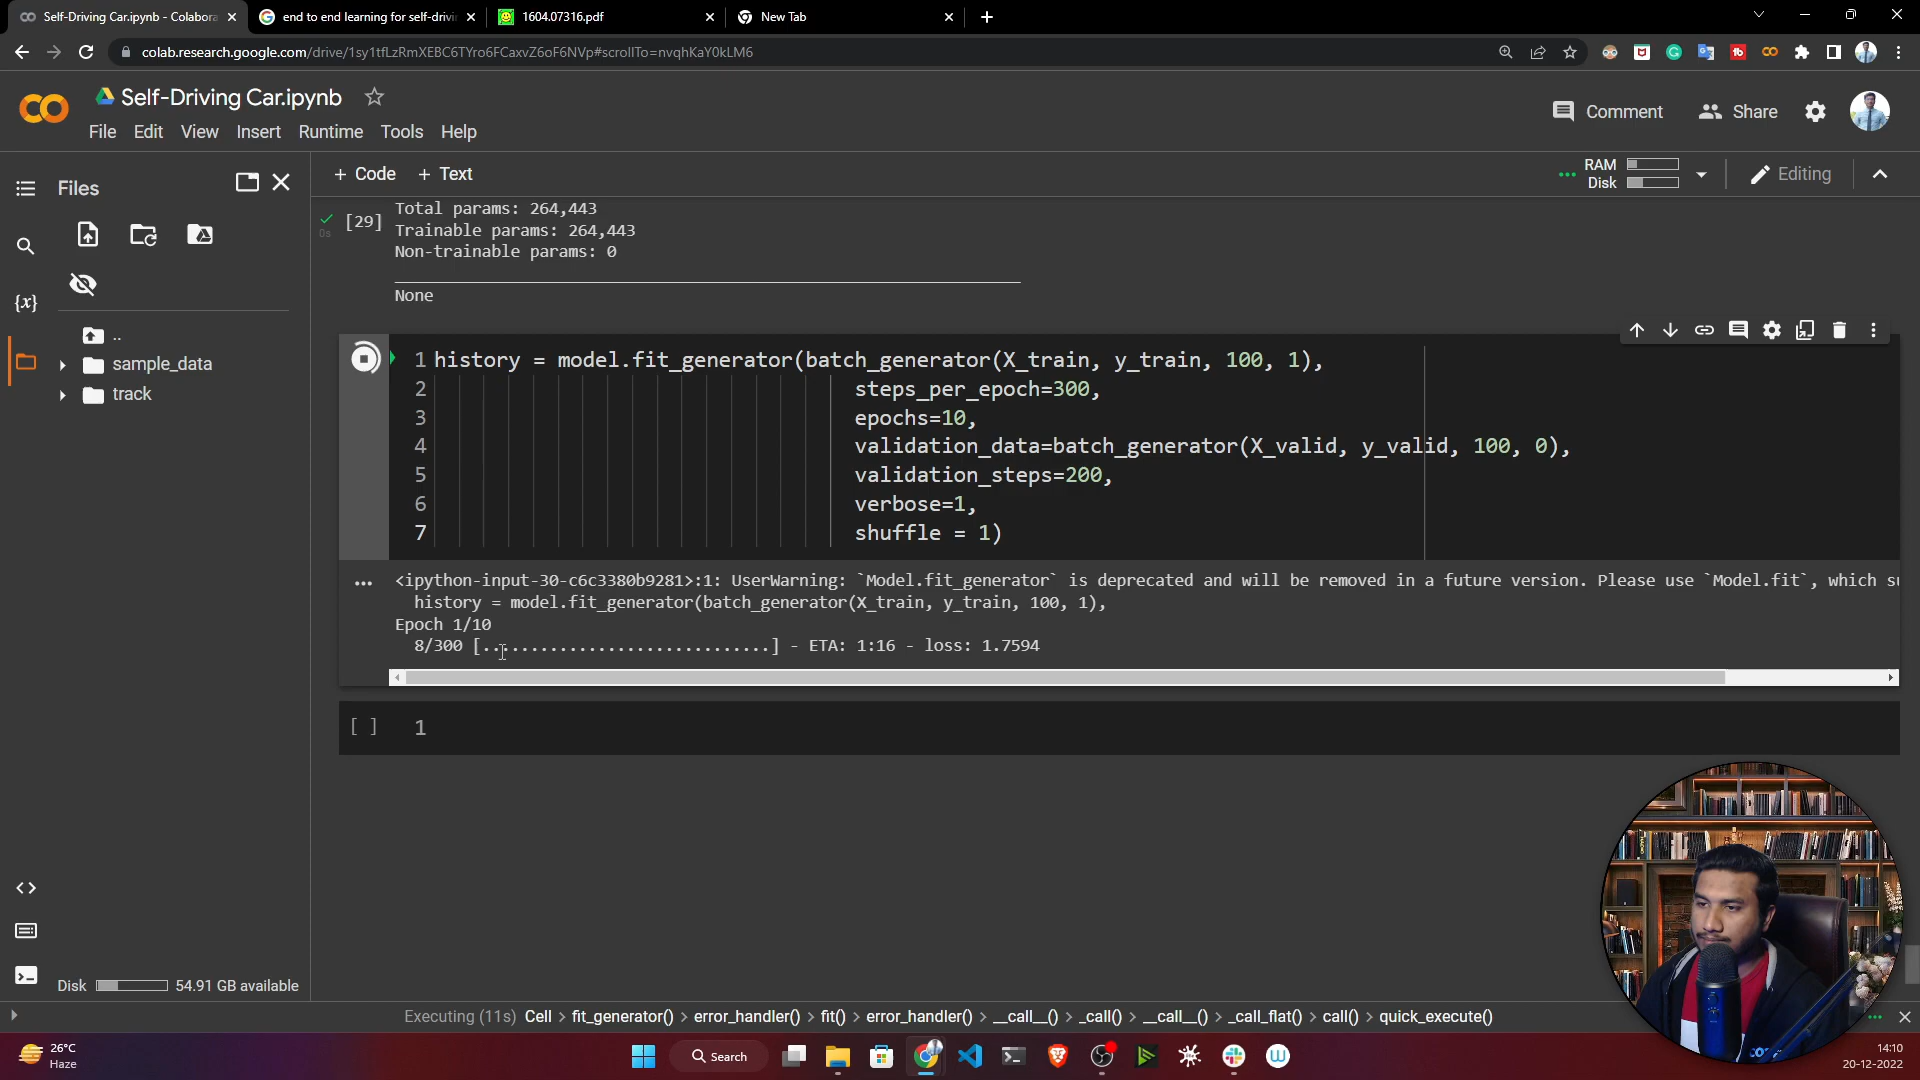 Self-Driving Car.ipynb - Colabora
end to end learning for self-drivi
1604.07316.pdf
New Tab
colab.research.google.com/drive/1sy1tfLzRmXEBC6TYro6FCaxvZ6oF6NVp#scrollTo=nvqhKaY0kLM6
Self-Driving Car.ipynb
File Edit View Insert Runtime Tools Help
Comment
Share
Files
+ Code + Text
RAM
Disk
Editing
[29]
0s
Total params: 264,443
Trainable params: 264,443
Non-trainable params: 0
None
{x}
..
sample_data
track
1 history = model.fit_generator(batch_generator(X_train, y_train, 100, 1),
2 steps_per_epoch=300,
3 epochs=10,
4 validation_data=batch_generator(X_valid, y_valid, 100, 0),
5 validation_steps=200,
6 verbose=1,
7 shuffle = 1)
<ipython-input-30-c6c3380b9281>:1: UserWarning: `Model.fit_generator` is deprecated and will be removed in a future version. Please use `Model.fit`, which su
history = model.fit_generator(batch_generator(X_train, y_train, 100, 1),
Epoch 1/10
8/300 [..............................] - ETA: 1:16 - loss: 1.7594
[ ] 1
Disk 54.91 GB available
Executing (11s) Cell > fit_generator() > error_handler() > fit() > error_handler() > __call__() > _call() > __call__() > _call_flat() > call() > quick_execute()
26°C
Haze
Search
14:10
20-12-2022